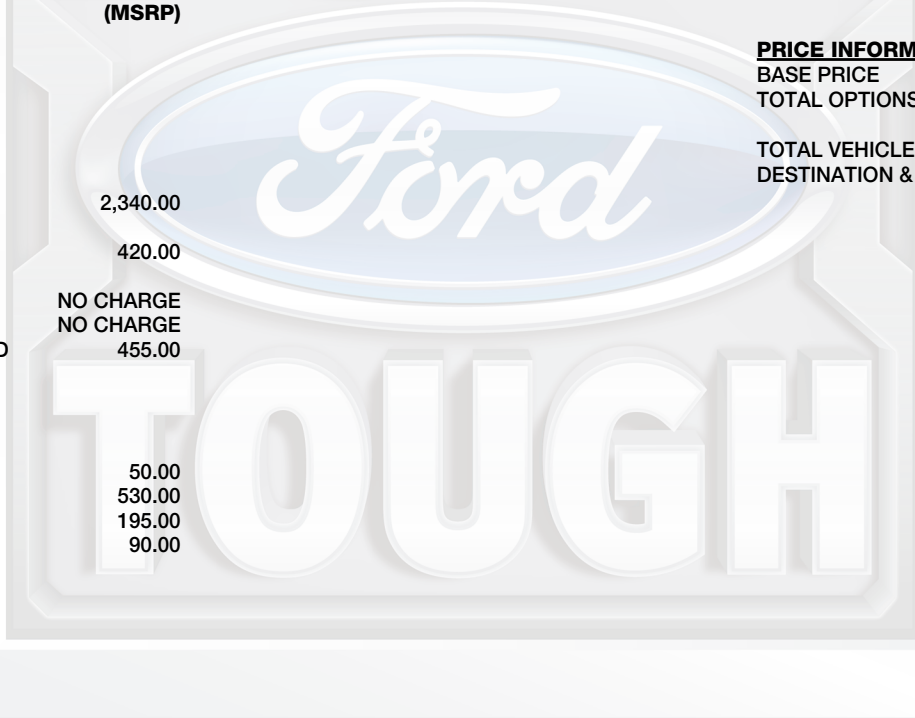 (MSRP)
PRICE INFORM
BASE PRICE
TOTAL OPTIONS
TOTAL VEHICLE
DESTINATION &
2,340.00
420.00
NO CHARGE
NO CHARGE
D 455.00
50.00
530.00
195.00
90.00
Ford
TOUGH